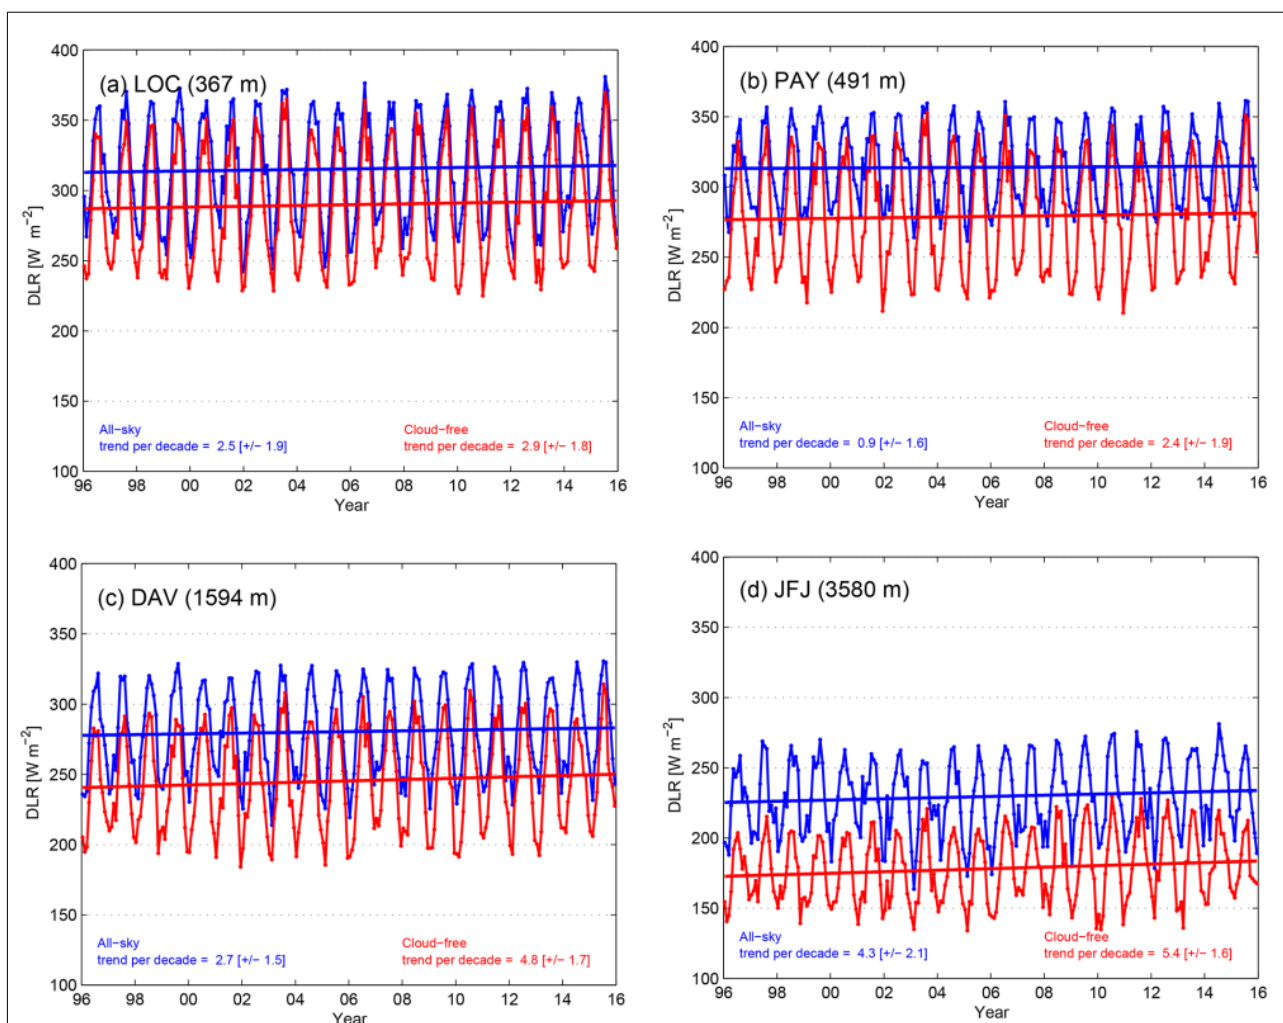 (a) LOC (367 m)
400
350
300
250
200
150
100
DLR [W m−2]
All−sky
trend per decade = 2.5 [+/− 1.9]
Cloud−free
trend per decade = 2.9 [+/− 1.8]
96 98 00 02 04 06 08 10 12 14 16
Year
(b) PAY (491 m)
400
350
300
250
200
150
100
DLR [W m−2]
All−sky
trend per decade = 0.9 [+/− 1.6]
Cloud−free
trend per decade = 2.4 [+/− 1.9]
96 98 00 02 04 06 08 10 12 14 16
Year
(c) DAV (1594 m)
400
350
300
250
200
150
100
DLR [W m−2]
All−sky
trend per decade = 2.7 [+/− 1.5]
Cloud−free
trend per decade = 4.8 [+/− 1.7]
96 98 00 02 04 06 08 10 12 14 16
Year
(d) JFJ (3580 m)
400
350
300
250
200
150
100
DLR [W m−2]
All−sky
trend per decade = 4.3 [+/− 2.1]
Cloud−free
trend per decade = 5.4 [+/− 1.6]
96 98 00 02 04 06 08 10 12 14 16
Year